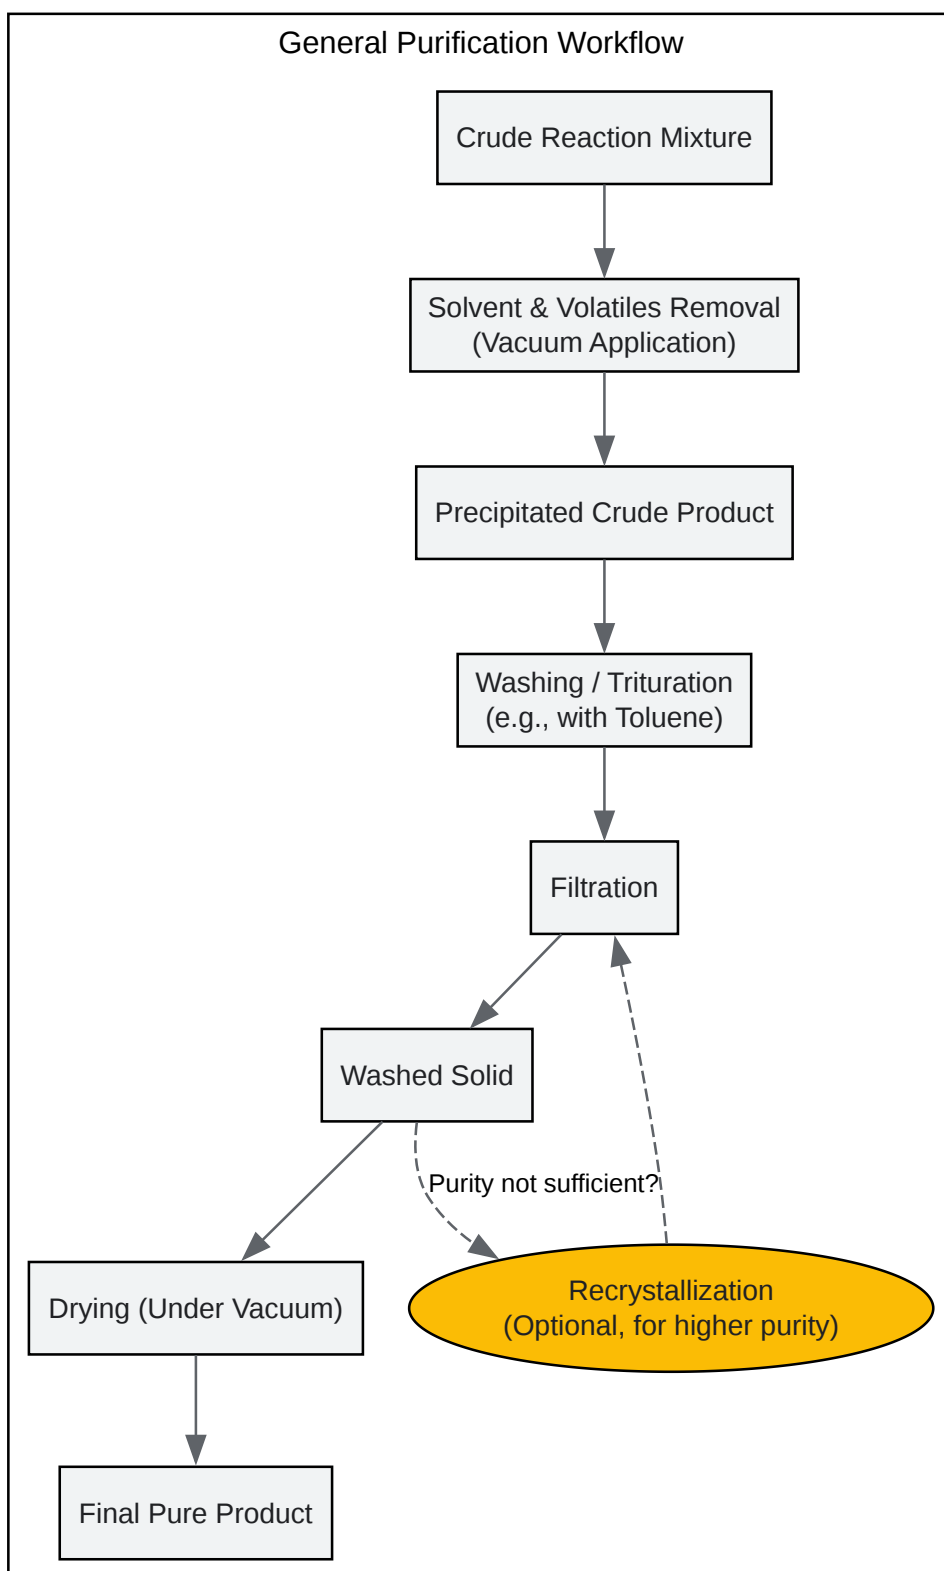 General Purification Workflow
Crude Reaction Mixture
Solvent & Volatiles Removal
(Vacuum Application)
Precipitated Crude Product
Washing / Trituration
(e.g., with Toluene)
Filtration
Washed Solid
Purity not sufficient?
Drying (Under Vacuum)
Recrystallization
(Optional, for higher purity)
Final Pure Product